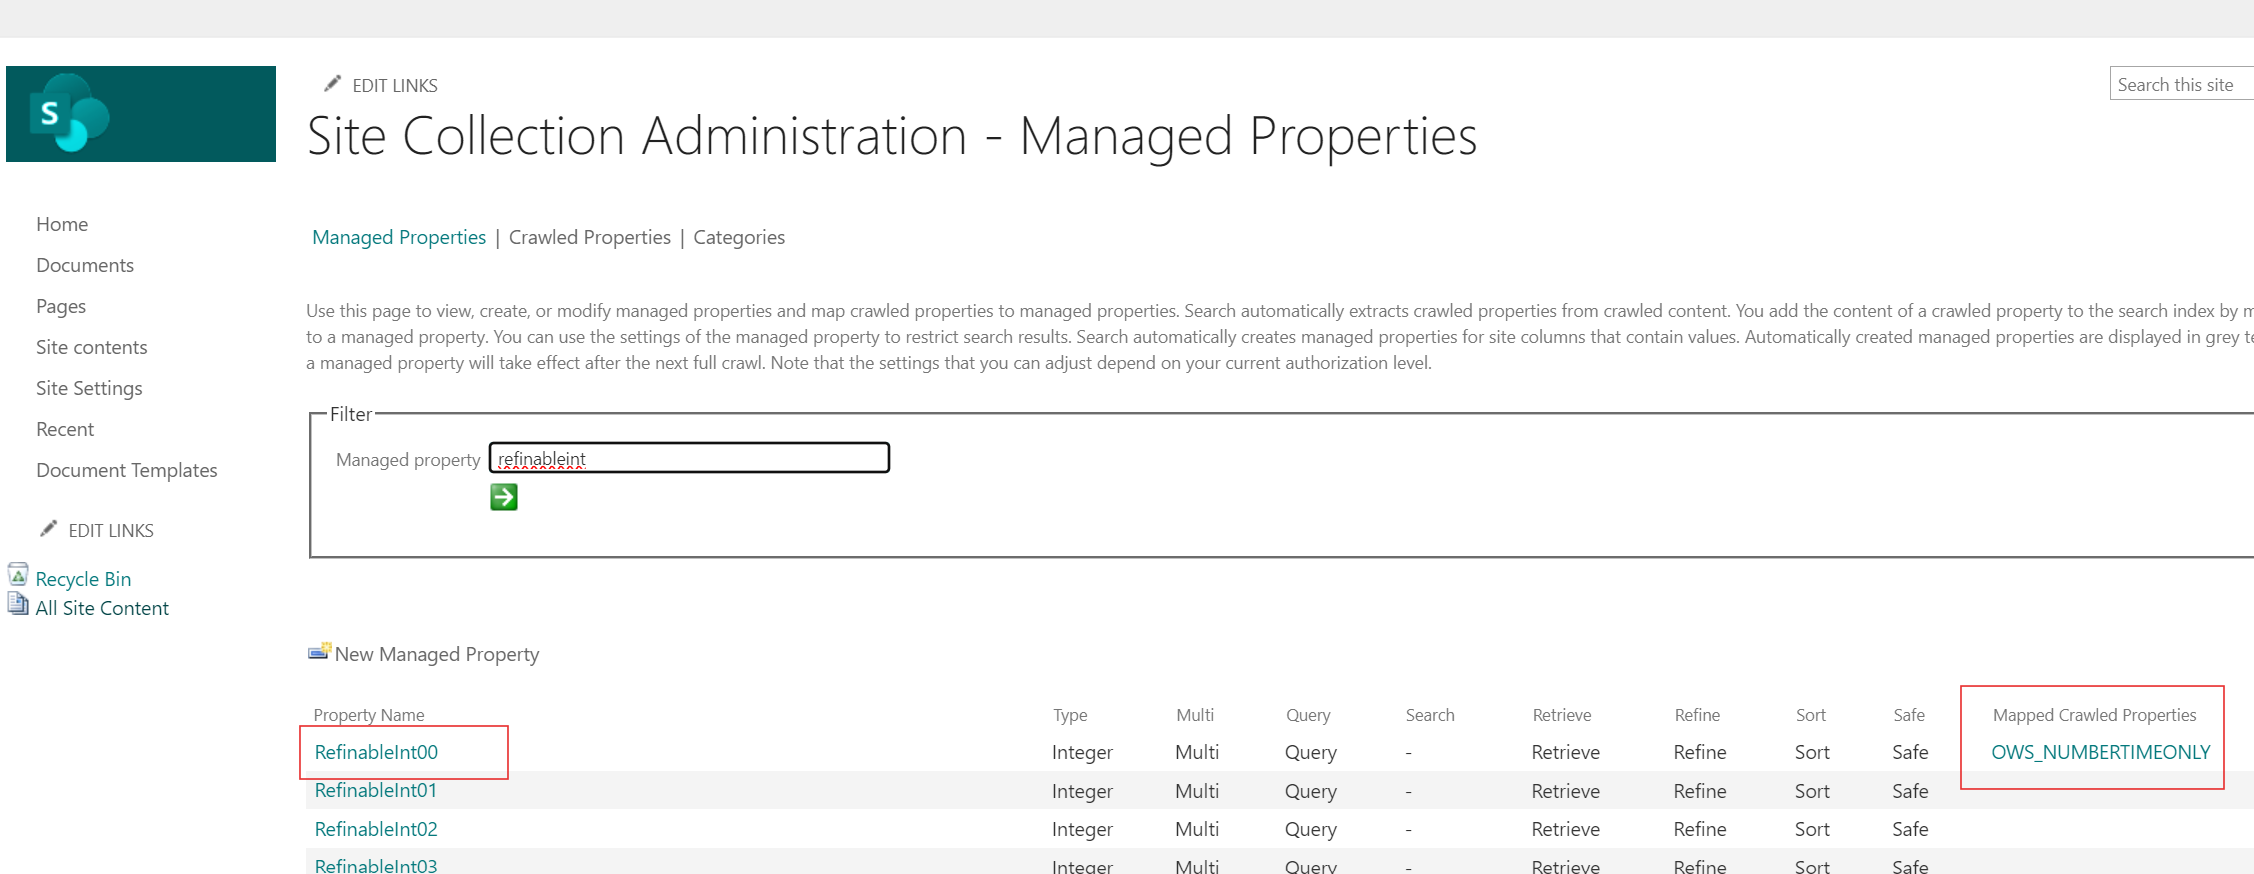 EDIT LINKS
Search this site
S
Site Collection Administration - Managed Properties
Home
Documents
Pages
Site contents
Site Settings
Recent
Document Templates
EDIT LINKS
Recycle Bin
All Site Content
Managed Properties | Crawled Properties | Categories
Use this page to view, create, or modify managed properties and map crawled properties to managed properties. Search automatically extracts crawled properties from crawled content. You add the content of a crawled property to the search index by m
to a managed property. You can use the settings of the managed property to restrict search results. Search automatically creates managed properties for site columns that contain values. Automatically created managed properties are displayed in grey te
a managed property will take effect after the next full crawl. Note that the settings that you can adjust depend on your current authorization level.
Filter
Managed property refinableint
New Managed Property
Property Name Type Multi Query Search Retrieve Refine Sort Safe Mapped Crawled Properties
RefinableInt00 Integer Multi Query - Retrieve Refine Sort Safe OWS_NUMBERTIMEONLY
RefinableInt01 Integer Multi Query - Retrieve Refine Sort Safe
RefinableInt02 Integer Multi Query - Retrieve Refine Sort Safe
RefinableInt03 Integer Multi Query - Retrieve Refine Sort Safe